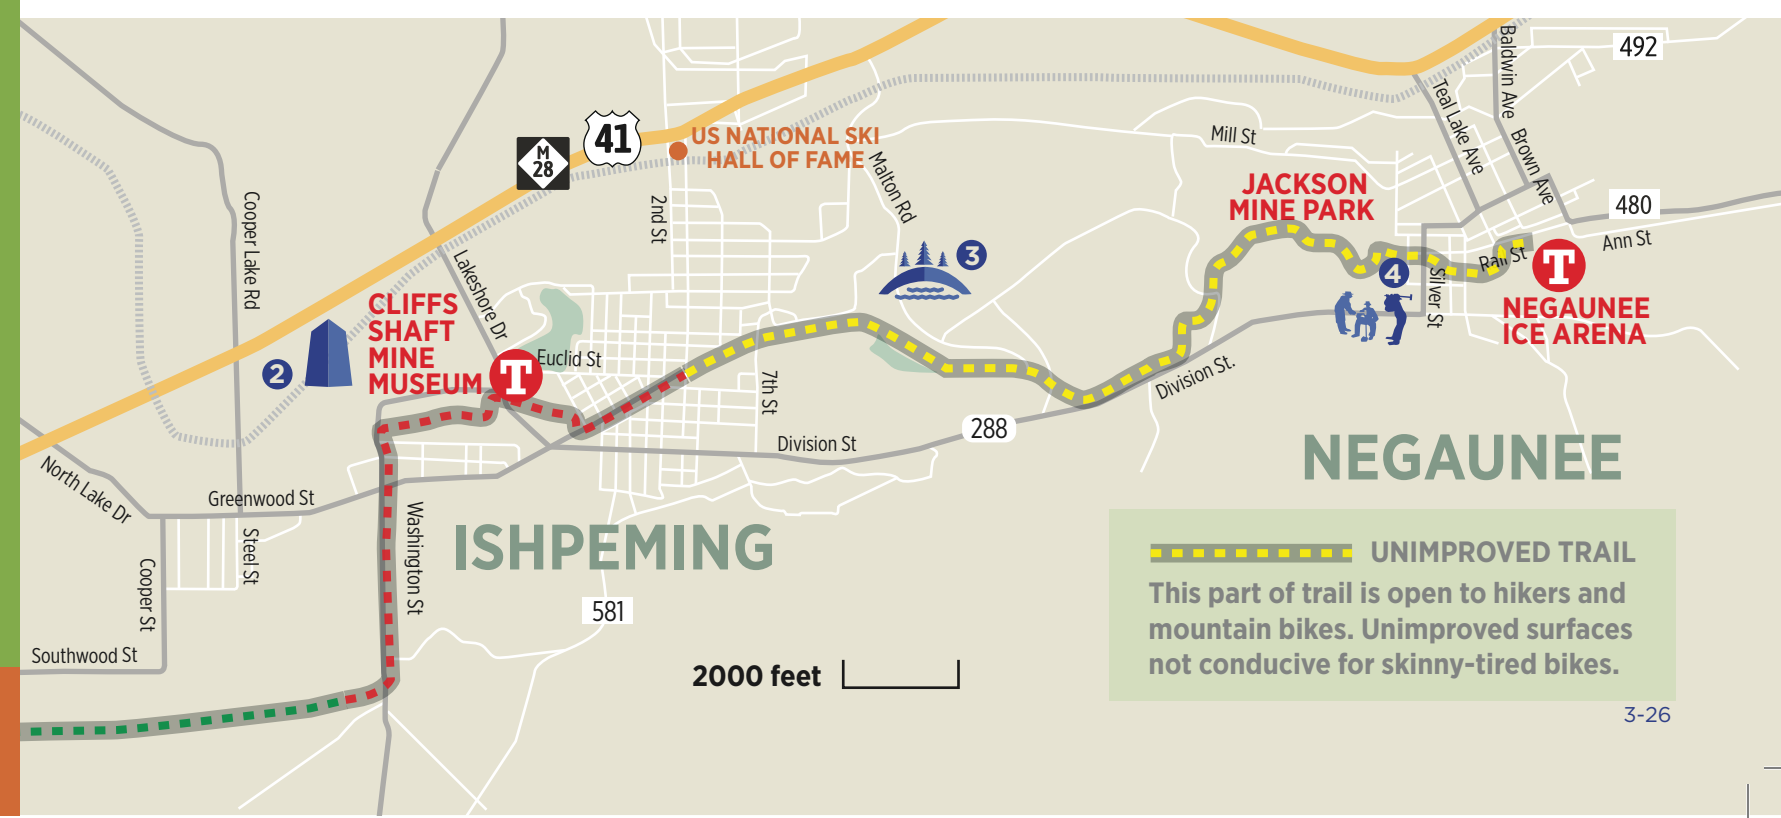 492
Baldwin Ave
Teal Lake Ave
Brown Ave
M
28
41
US NATIONAL SKI
HALL OF FAME
Mill St
Malton Rd
JACKSON
MINE PARK
480
Ann St
Cooper Lake Rd
2nd St
Lakeshore Dr
3
4
Rail St
Silver St
T
NEGAUNEE
ICE ARENA
CLIFFS
SHAFT
MINE
MUSEUM
2
T
Euclid St
7th St
Division St.
288
Division St
North Lake Dr
Greenwood St
NEGAUNEE
Washington St
ISHPEMING
Steel St
Cooper St
581
Southwood St
2000 feet
UNIMPROVED TRAIL
This part of trail is open to hikers and
mountain bikes. Unimproved surfaces
not conducive for skinny-tired bikes.
3-26